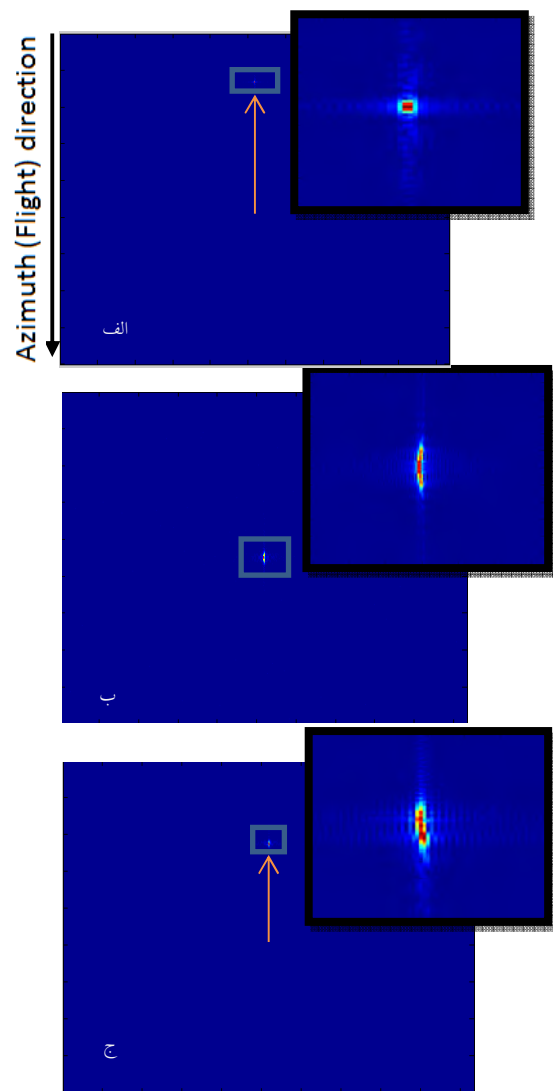 Azimuth (Flight) direction
الف
ب
ج